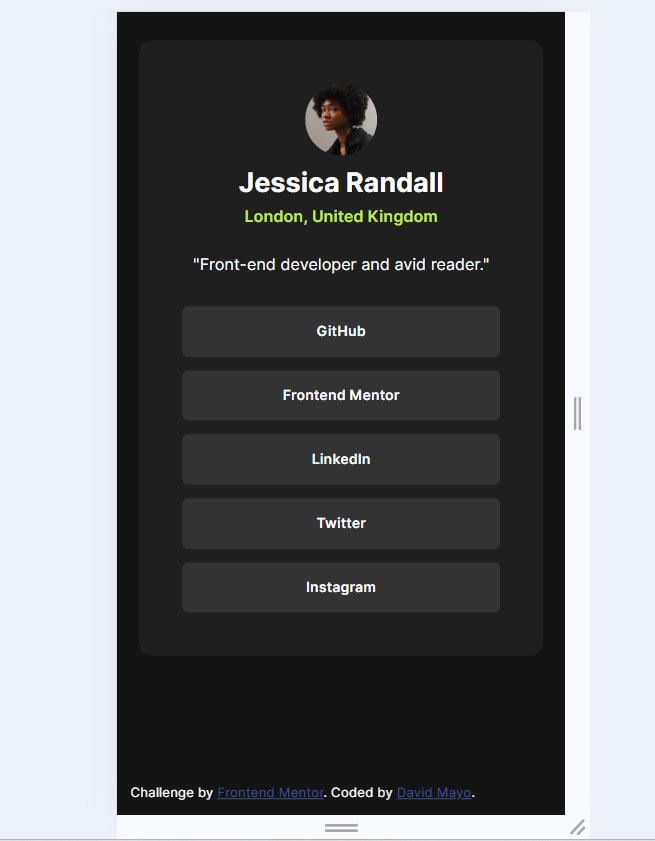 Jessica Randall
London, United Kingdom
"Front-end developer and avid reader."
GitHub
Frontend Mentor
LinkedIn
Twitter
Instagram
Challenge by Frontend Mentor. Coded by David Mayo.